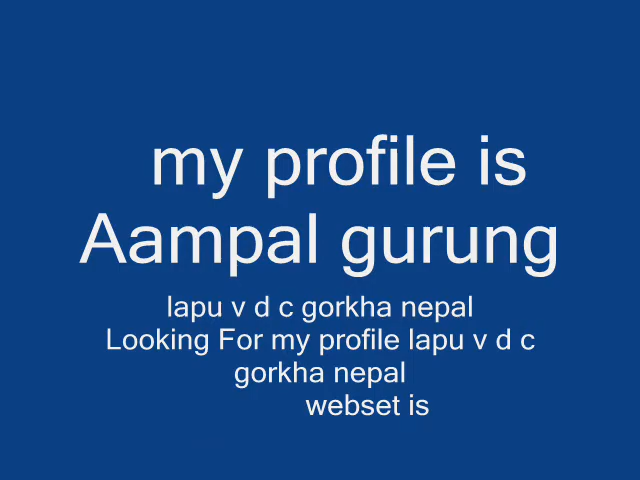 my profile is
Aampal gurung
lapu v d c gorkha nepal
Looking For my profile lapu v d c
gorkha nepal
webset is